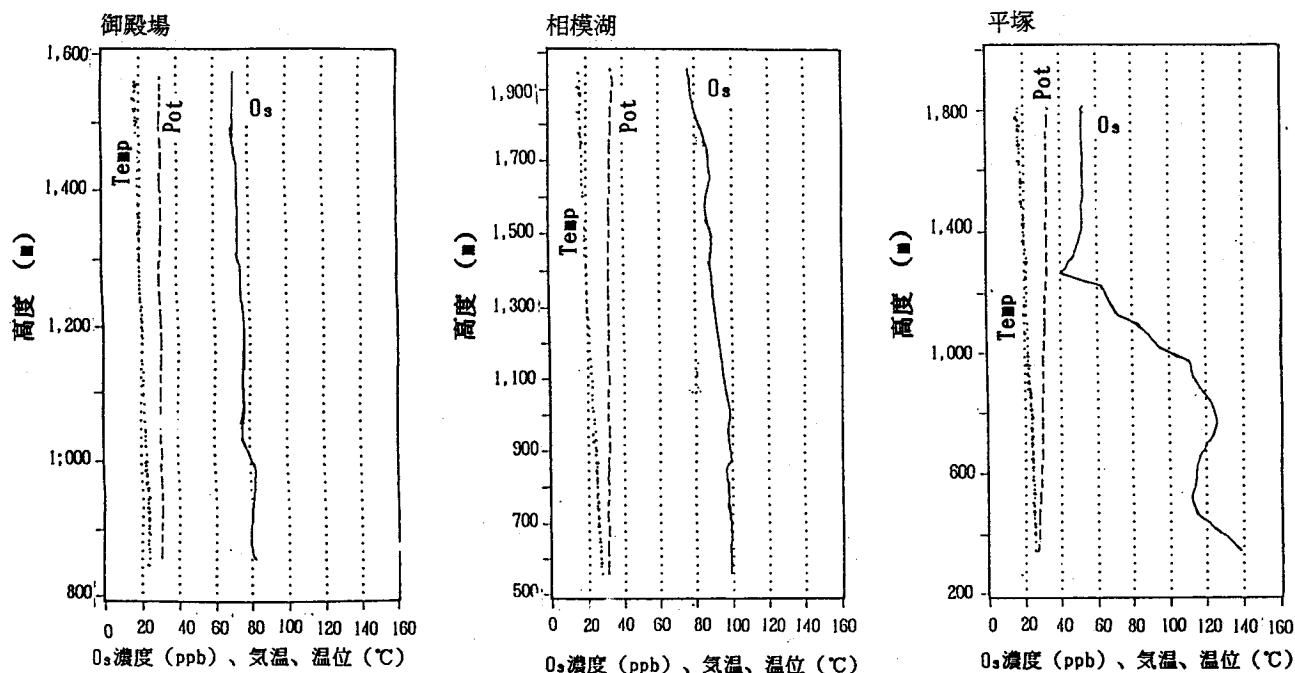 御殿場
1,600
1,400
1,200
1,000
800
高度 (m)
Temp
Pot
O₃
0 20 40 60 80 100 120 140 160
O₃濃度 (ppb)、気温、温位 (℃)
相模湖
1,900
1,700
1,500
1,300
1,100
900
700
500
高度 (m)
Temp
Pot
O₃
0 20 40 60 80 100 120 140 160
O₃濃度 (ppb)、気温、温位 (℃)
平塚
1,800
1,400
1,000
600
200
高度 (m)
Temp
Pot
O₃
0 20 40 60 80 100 120 140 160
O₃濃度 (ppb)、気温、温位 (℃)